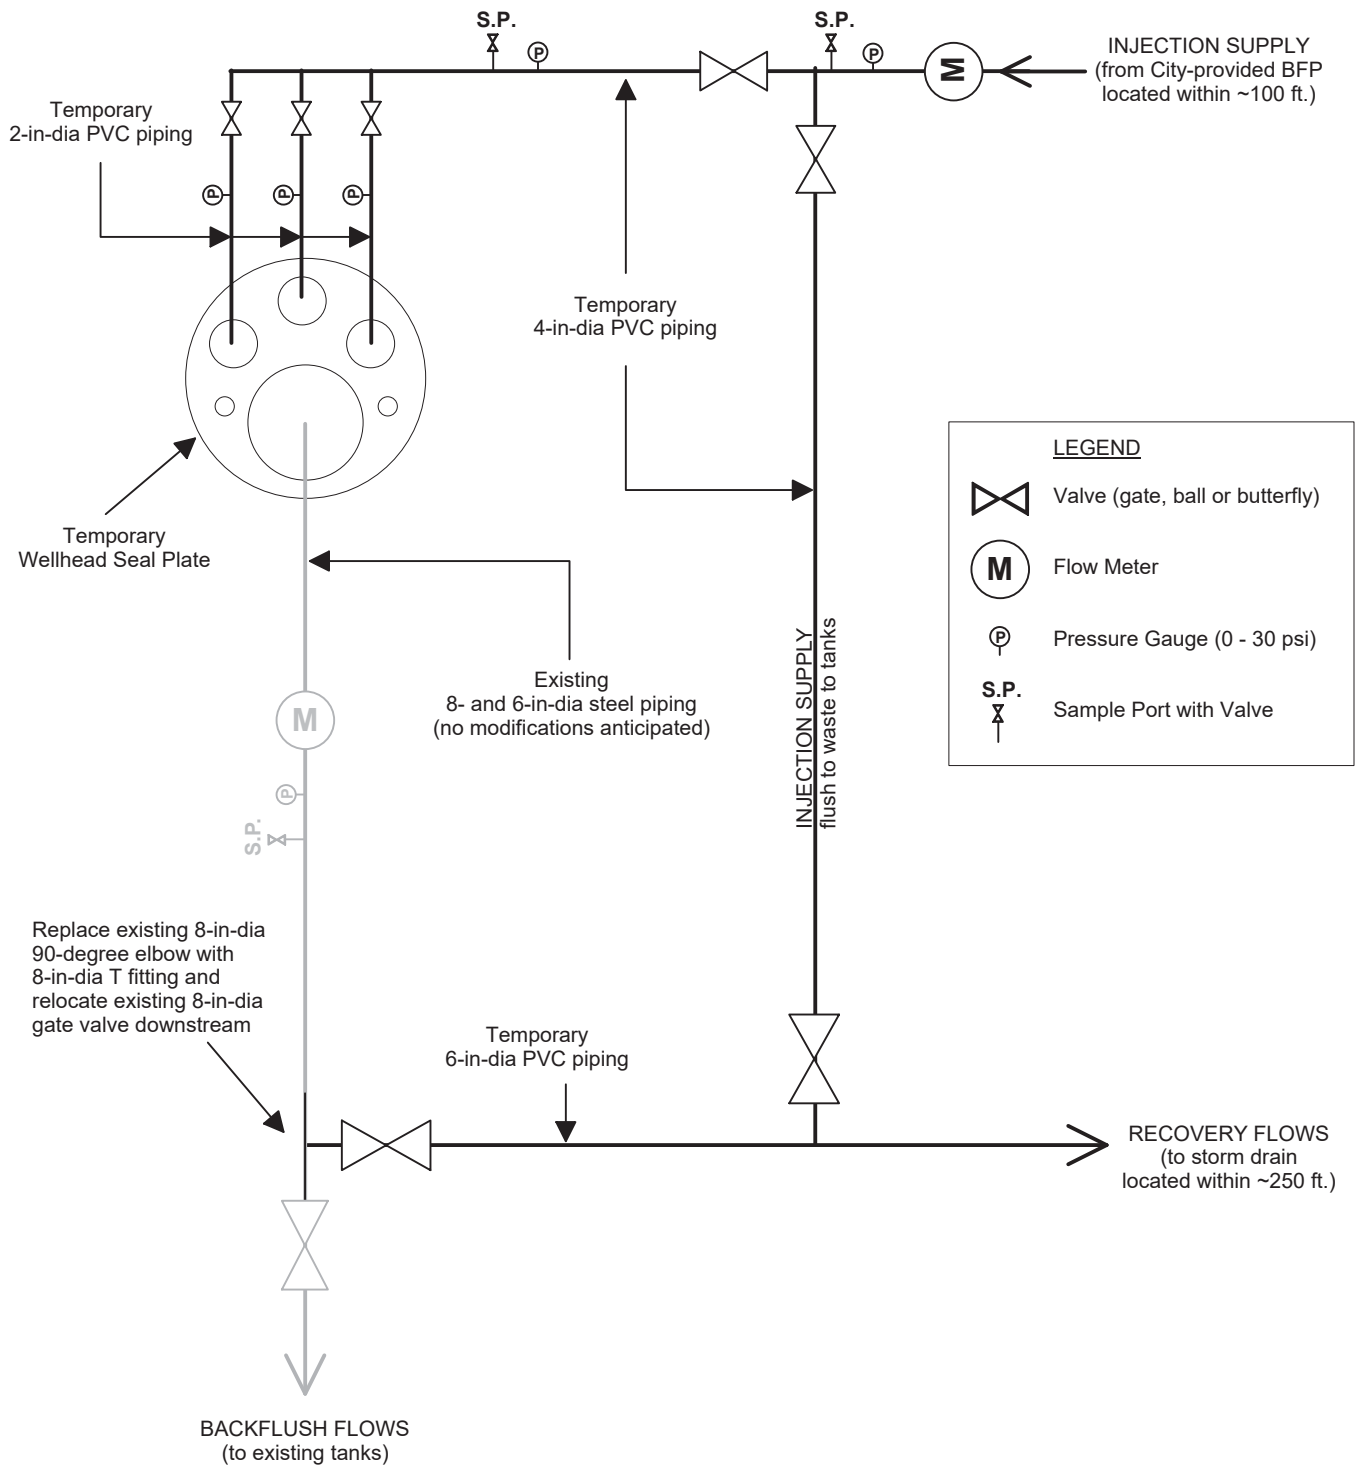 S.P.
P
S.P.
P
M
INJECTION SUPPLY
(from City-provided BFP
located within ~100 ft.)
Temporary
2-in-dia PVC piping
P
P
P
Temporary
4-in-dia PVC piping
Temporary
Wellhead Seal Plate
LEGEND
Valve (gate, ball or butterfly)
M
Flow Meter
P
Pressure Gauge (0 - 30 psi)
S.P.
Sample Port with Valve
Existing
8- and 6-in-dia steel piping
(no modifications anticipated)
INJECTION SUPPLY
flush to waste to tanks
M
P
S.P.
Replace existing 8-in-dia
90-degree elbow with
8-in-dia T fitting and
relocate existing 8-in-dia
gate valve downstream
Temporary
6-in-dia PVC piping
RECOVERY FLOWS
(to storm drain
located within ~250 ft.)
BACKFLUSH FLOWS
(to existing tanks)